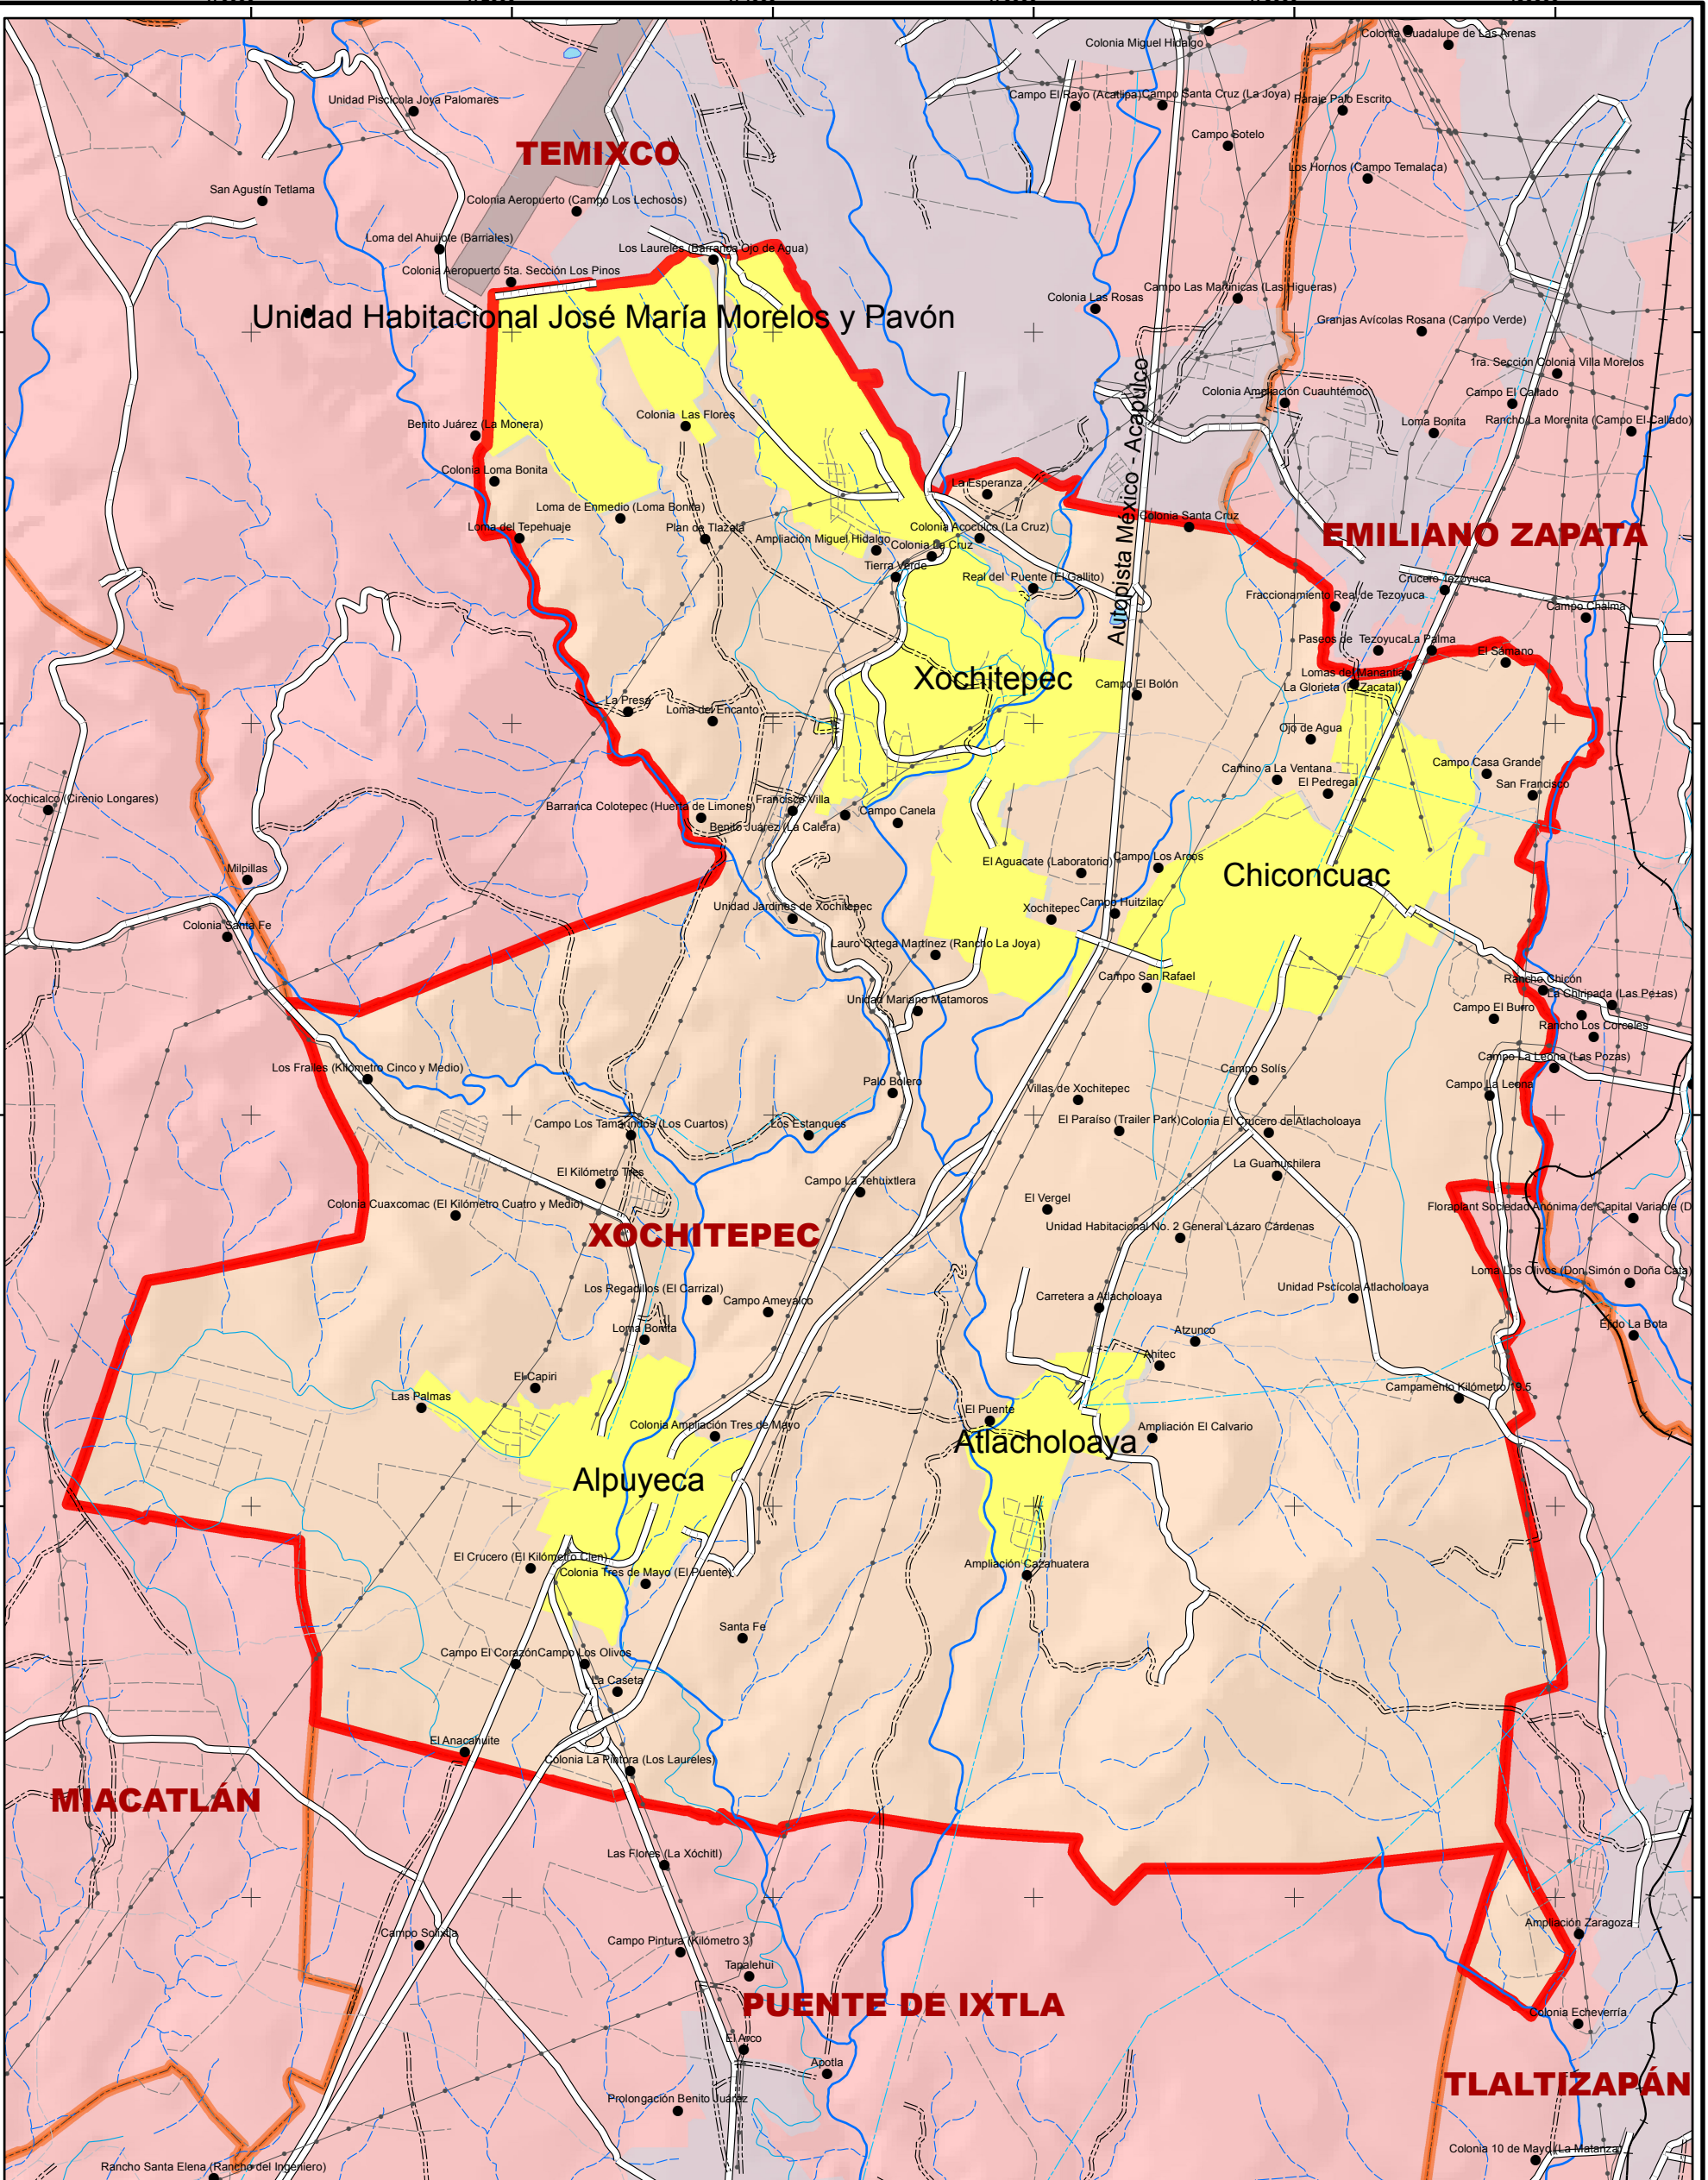 Colonia Guadalupe de Las Arenas
Colonia Miguel Hidalgo
Unidad Piscícola Joya Palomares
Campo El Rayo (Acatlipa)
Campo Santa Cruz (La Joya)
Paraje Palo Escrito
Campo Sotelo
TEMIXCO
Los Hornos (Campo Temalaca)
San Agustín Tetlama
Colonia Aeropuerto (Campo Los Lechosos)
Loma del Ahuijote (Barriales)
Los Laureles (Barranca Ojo de Agua)
Colonia Aeropuerto 5ta. Sección Los Pinos
Campo Las Martinicas (Las Higueras)
Colonia Las Rosas
Unidad Habitacional José María Morelos y Pavón
Granjas Avícolas Rosana (Campo Verde)
1ra. Sección Colonia Villa Morelos
Autopista México - Acapulco
Colonia Ampliación Cuauhtémoc
Campo El Callado
Colonia Las Flores
Benito Juárez (La Monera)
Loma Bonita
Rancho La Morenita (Campo El Callado)
Colonia Loma Bonita
La Esperanza
Loma de Enmedio (Loma Bonita)
Colonia Santa Cruz
Loma del Tepehuaje
Plan de Tlazala
Colonia Acoculco (La Cruz)
EMILIANO ZAPATA
Ampliación Miguel Hidalgo
Colonia La Cruz
Tierra Verde
Real del Puente (El Gallito)
Crucero Tezoyuca
Fraccionamiento Real de Tezoyuca
Campo Chalma
Paseos de Tezoyuca
La Palma
El Sámano
Xochitepec
Lomas del Manantial
La Glorieta (El Zacatal)
Campo El Bolón
La Presa
Loma del Encanto
Ojo de Agua
Campo Casa Grande
Camino a La Ventana
El Pedregal
San Francisco
Xochicalco (Cirenio Longares)
Barranca Colotepec (Huerta de Limones)
Francisco Villa
Campo Canela
Benito Juárez (La Calera)
El Aguacate (Laboratorio)
Campo Los Arcos
Chiconcuac
Milpillas
Unidad Jardines de Xochitepec
Xochitepec
Campo Huitzilac
Colonia Santa Fe
Lauro Ortega Martínez (Rancho La Joya)
Campo San Rafael
Rancho Chicón
La Chiripada (Las Petas)
Unidad Mariano Matamoros
Campo El Burro
Rancho Los Corceles
Campo La Leona (Las Pozas)
Los Frailes (Kilómetro Cinco y Medio)
Campo Solís
Palo Bolero
Villas de Xochitepec
Campo La Leona
Campo Los Tamarindos (Los Cuartos)
Los Estanques
El Paraíso (Trailer Park)
Colonia El Crucero de Atlacholoaya
El Kilómetro Tres
La Guamuchilera
Campo La Tehuixtlera
Colonia Cuaxcomac (El Kilómetro Cuatro y Medio)
El Vergel
Floraplant Sociedad Anónima de Capital Variable (D
XOCHITEPEC
Unidad Habitacional No. 2 General Lázaro Cárdenas
Loma Los Olivos (Don Simón o Doña Cata)
Los Regadillos (El Carrizal)
Campo Ameyalco
Carretera a Atlacholoaya
Unidad Pscícola Atlacholoaya
Loma Bonita
Atzunco
Ejido La Bota
Ahitec
El Capiri
Las Palmas
Campamento Kilómetro 19.5
El Puente
Colonia Ampliación Tres de Mayo
Ampliación El Calvario
Atlacholoaya
Alpuyeca
El Crucero (El Kilómetro Cien)
Colonia Tres de Mayo (El Puente)
Ampliación Cazahuatera
Santa Fe
Campo El Corazón
Campo Los Olivos
La Caseta
El Anacahuite
Colonia La Pintora (Los Laureles)
MIACATLÁN
Las Flores (La Xóchitl)
Ampliación Zaragoza
Campo Solixtla
Campo Pintura (Kilómetro 3)
Tapalehui
PUENTE DE IXTLA
Colonia Echeverría
El Arco
Apotla
TLALTIZAPÁN
Prolongación Benito Juárez
Colonia 10 de Mayo (La Matanza)
Rancho Santa Elena (Rancho del Ingeniero)